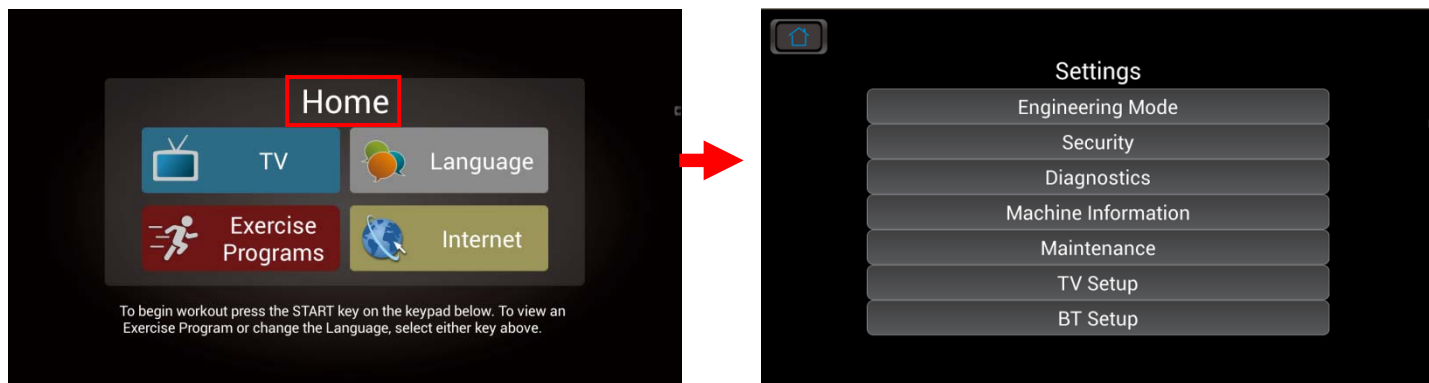 Home
TV
Language
Exercise
Programs
Internet
To begin workout press the START key on the keypad below. To view an
Exercise Program or change the Language, select either key above.
Settings
Engineering Mode
Security
Diagnostics
Machine Information
Maintenance
TV Setup
BT Setup